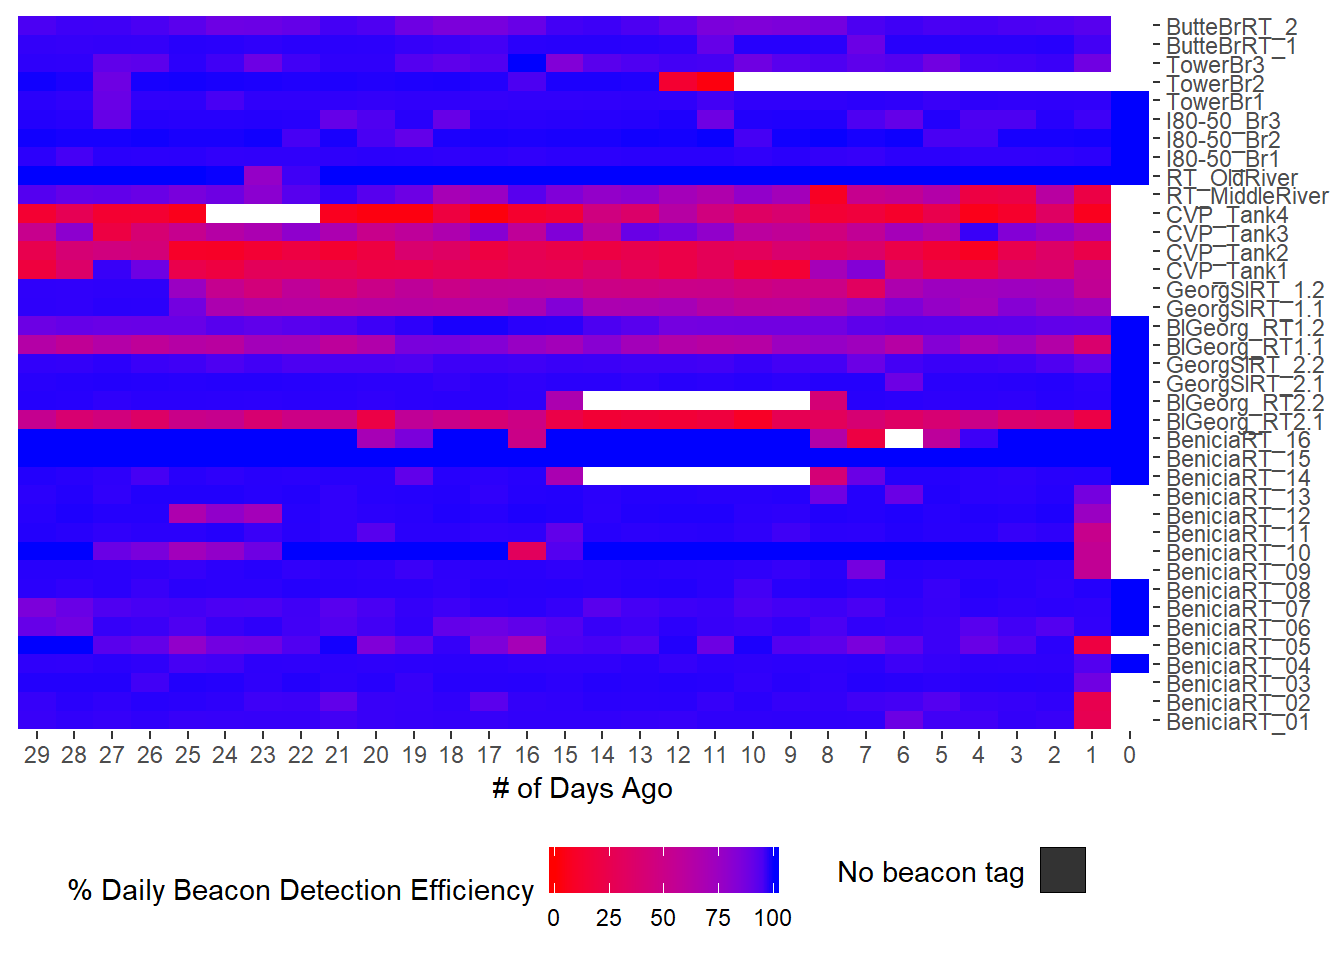 ButteBrRT_2
ButteBrRT_1
TowerBr3
TowerBr2
TowerBr1
I80-50_Br3
I80-50_Br2
I80-50_Br1
RT_OldRiver
RT_MiddleRiver
CVP_Tank4
CVP_Tank3
CVP_Tank2
CVP_Tank1
GeorgSlRT_1.2
GeorgSlRT_1.1
BlGeorg_RT1.2
BlGeorg_RT1.1
GeorgSlRT_2.2
GeorgSlRT_2.1
BlGeorg_RT2.2
BlGeorg_RT2.1
BeniciaRT_16
BeniciaRT_15
BeniciaRT_14
BeniciaRT_13
BeniciaRT_12
BeniciaRT_11
BeniciaRT_10
BeniciaRT_09
BeniciaRT_08
BeniciaRT_07
BeniciaRT_06
BeniciaRT_05
BeniciaRT_04
BeniciaRT_03
BeniciaRT_02
BeniciaRT_01
29 28 27 26 25 24 23 22 21 20 19 18 17 16 15 14 13 12 11 10 9 8 7 6 5 4 3 2 1 0
# of Days Ago
% Daily Beacon Detection Efficiency
0 25 50 75 100
No beacon tag